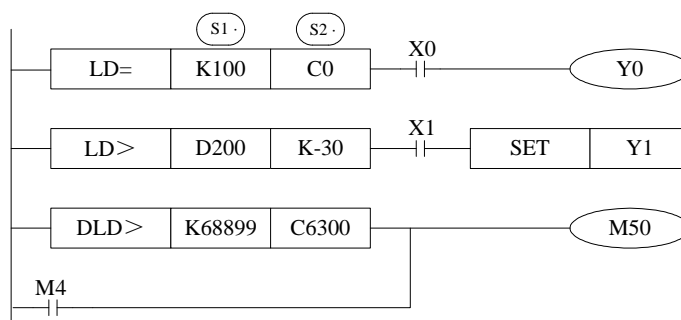 S1· S2·
LD= K100 C0 X0 Y0
LD＞ D200 K-30 X1 SET Y1
DLD＞ K68899 C6300 M50
M4